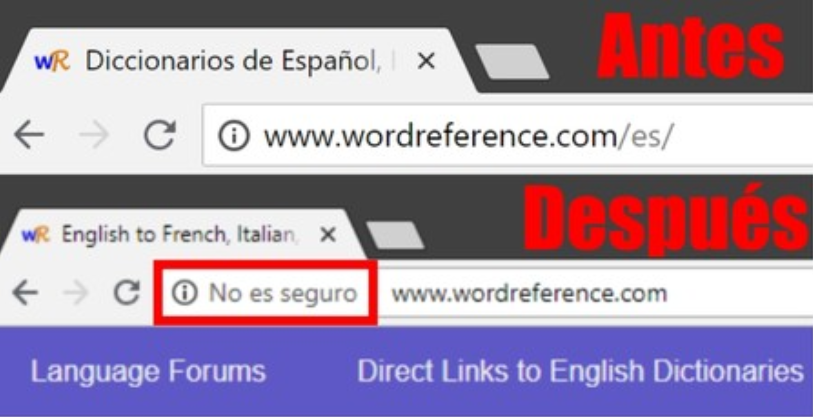 wR Diccionarios de Español,
Antes
www.wordreference.com/es/
Después
wR English to French, Italian,
No es seguro www.wordreference.com
Language Forums Direct Links to English Dictionaries